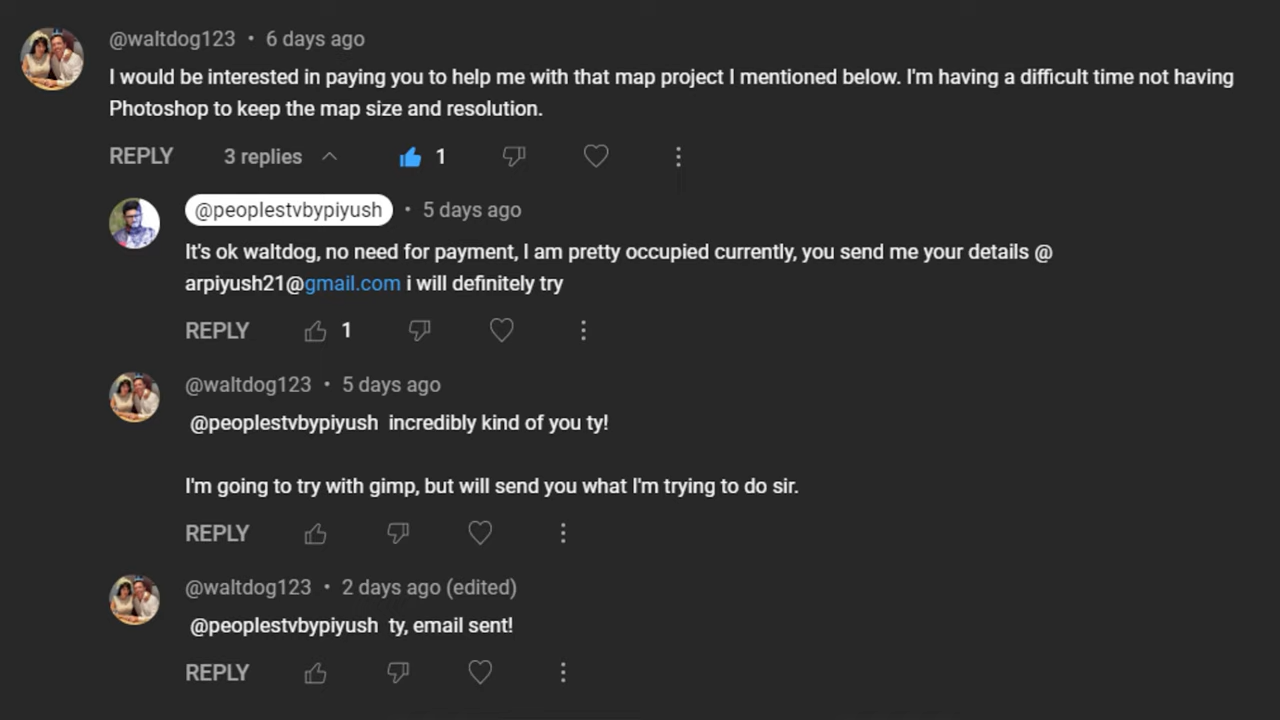 @waltdog123 • 6 days ago
I would be interested in paying you to help me with that map project I mentioned below. I'm having a difficult time not having
Photoshop to keep the map size and resolution.
REPLY 3 replies 1
@peoplestvbypiyush • 5 days ago
It's ok waltdog, no need for payment, I am pretty occupied currently, you send me your details @
arpiyush21@gmail.com i will definitely try
REPLY 1
@waltdog123 • 5 days ago
@peoplestvbypiyush incredibly kind of you ty!
I'm going to try with gimp, but will send you what I'm trying to do sir.
REPLY
@waltdog123 • 2 days ago (edited)
@peoplestvbypiyush ty, email sent!
REPLY